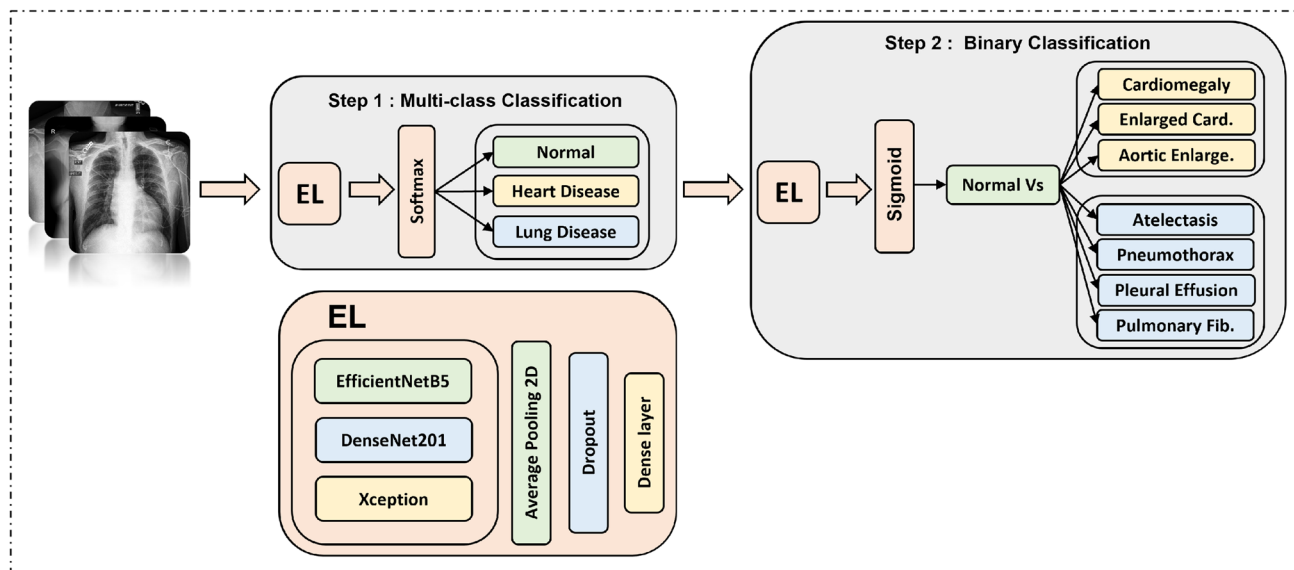 Step 1 : Multi-class Classification
EL
Softmax
Normal
Heart Disease
Lung Disease
Step 2 : Binary Classification
EL
Sigmoid
Normal Vs
Cardiomegaly
Enlarged Card.
Aortic Enlarge.
Atelectasis
Pneumothorax
Pleural Effusion
Pulmonary Fib.
EL
EfficientNetB5
DenseNet201
Xception
Average Pooling 2D
Dropout
Dense layer
R